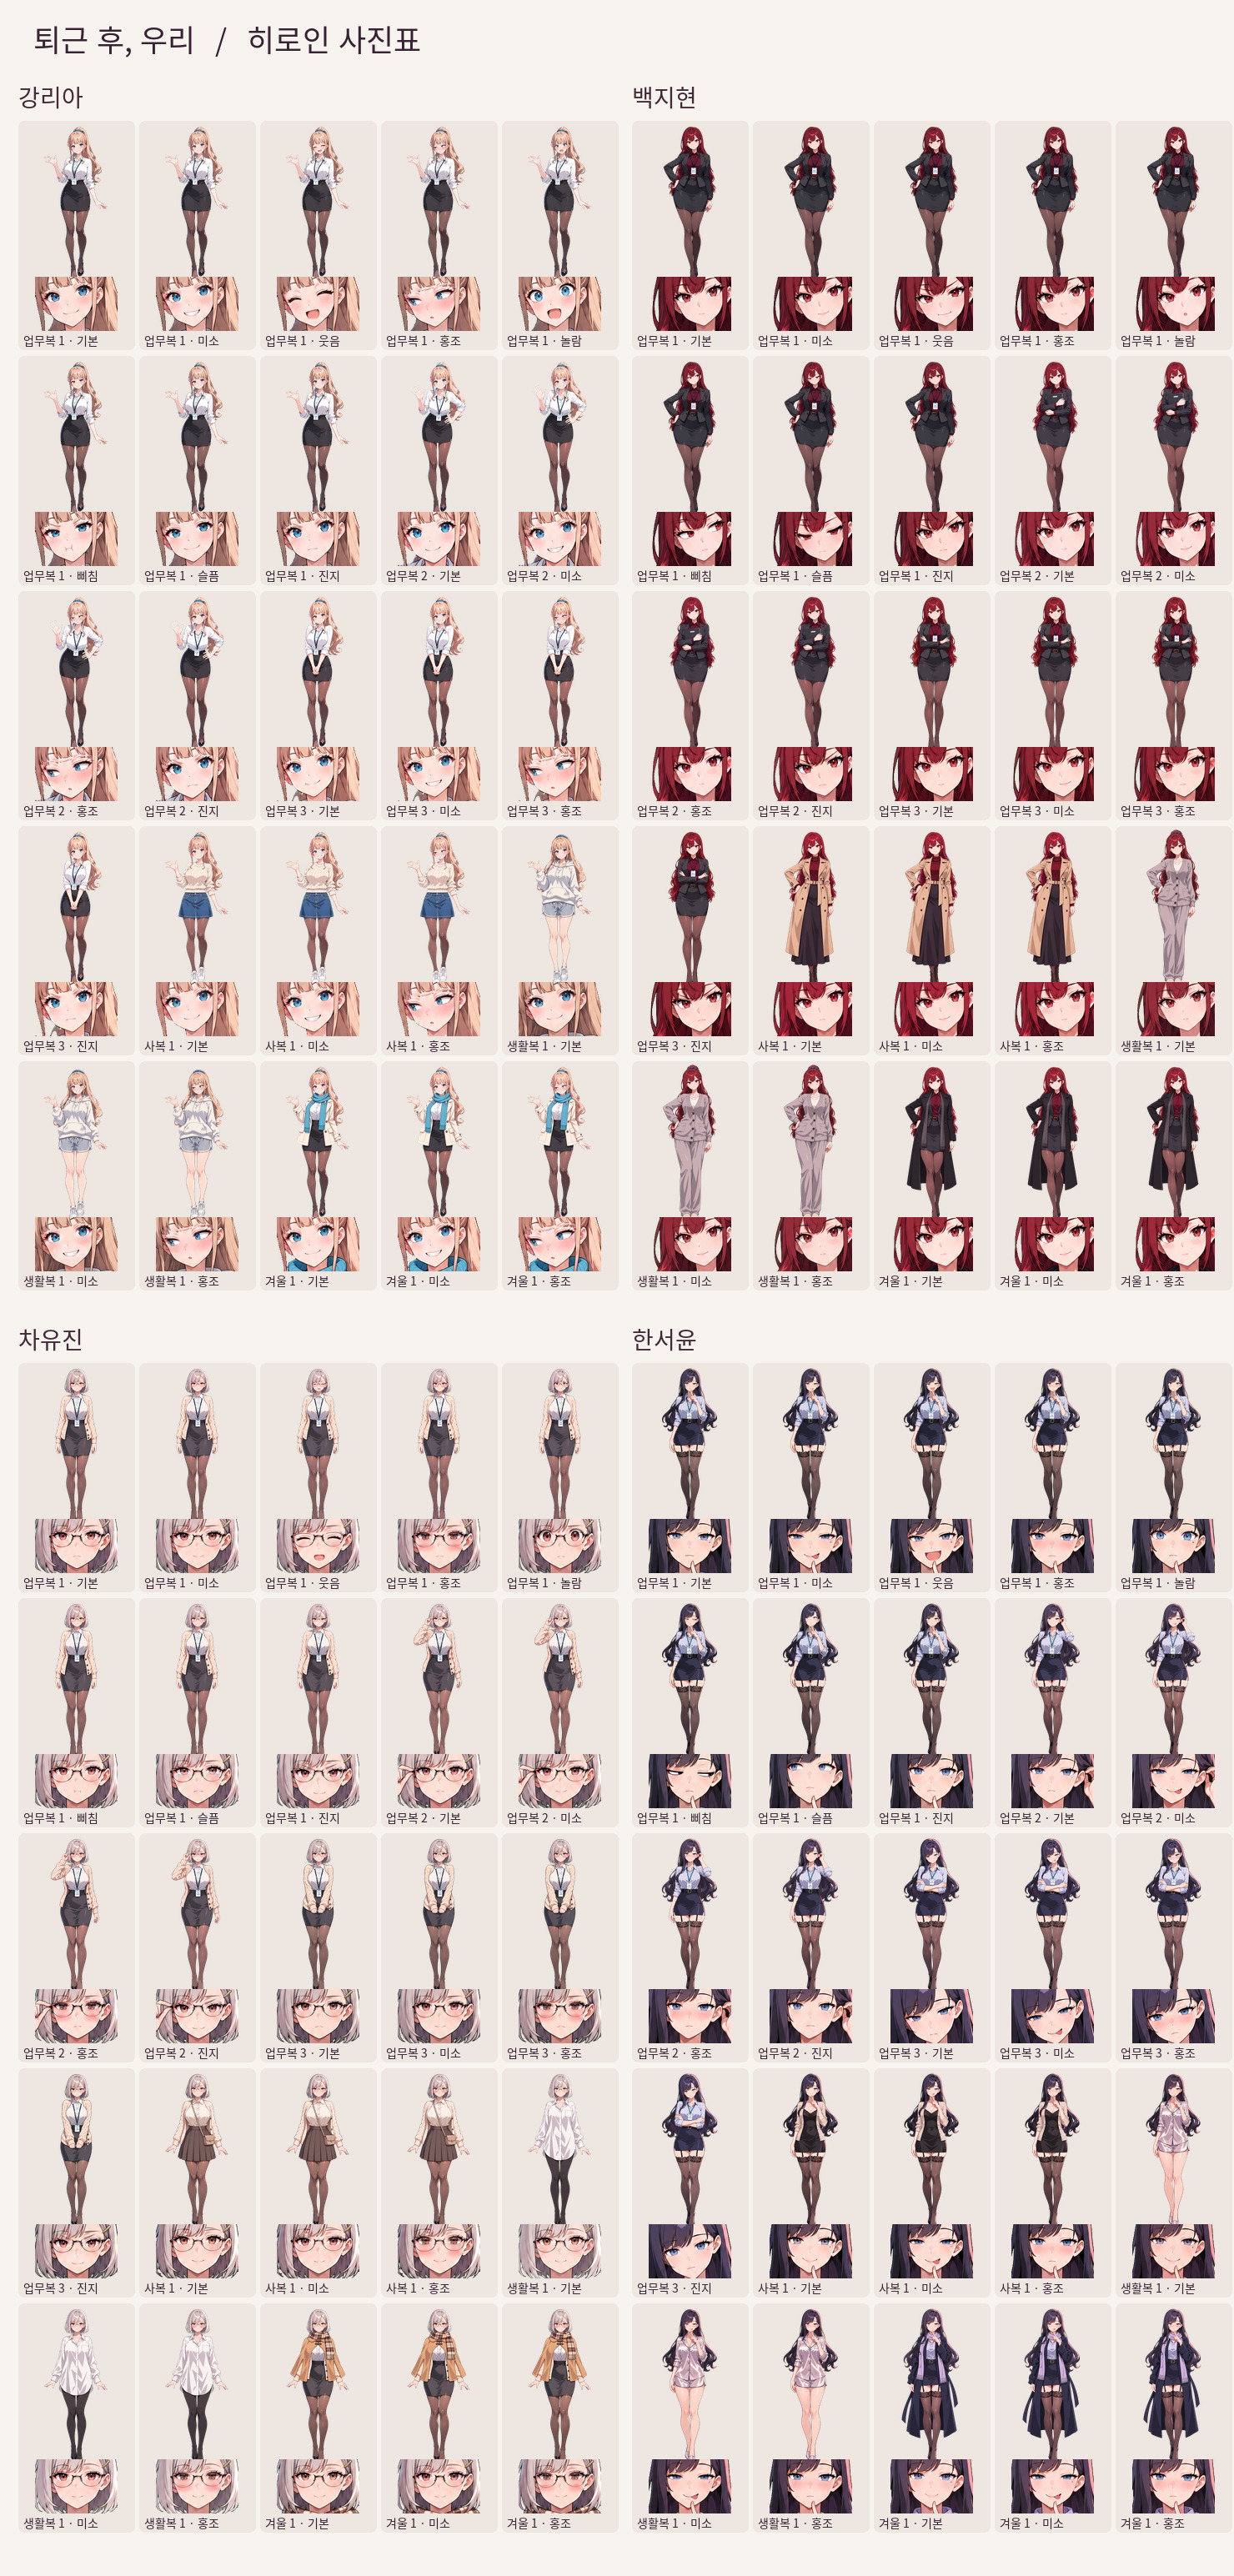 퇴근 후, 우리 / 히로인 사진표
강리아
업무복 1 · 기본
업무복 1 · 미소
업무복 1 · 웃음
업무복 1 · 홍조
업무복 1 · 놀람
업무복 1 · 삐침
업무복 1 · 슬픔
업무복 1 · 진지
업무복 2 · 기본
업무복 2 · 미소
업무복 2 · 홍조
업무복 2 · 진지
업무복 3 · 기본
업무복 3 · 미소
업무복 3 · 홍조
업무복 3 · 진지
사복 1 · 기본
사복 1 · 미소
사복 1 · 홍조
생활복 1 · 기본
생활복 1 · 미소
생활복 1 · 홍조
겨울 1 · 기본
겨울 1 · 미소
겨울 1 · 홍조
백지현
업무복 1 · 기본
업무복 1 · 미소
업무복 1 · 웃음
업무복 1 · 홍조
업무복 1 · 놀람
업무복 1 · 삐침
업무복 1 · 슬픔
업무복 1 · 진지
업무복 2 · 기본
업무복 2 · 미소
업무복 2 · 홍조
업무복 2 · 진지
업무복 3 · 기본
업무복 3 · 미소
업무복 3 · 홍조
업무복 3 · 진지
사복 1 · 기본
사복 1 · 미소
사복 1 · 홍조
생활복 1 · 기본
생활복 1 · 미소
생활복 1 · 홍조
겨울 1 · 기본
겨울 1 · 미소
겨울 1 · 홍조
차유진
업무복 1 · 기본
업무복 1 · 미소
업무복 1 · 웃음
업무복 1 · 홍조
업무복 1 · 놀람
업무복 1 · 삐침
업무복 1 · 슬픔
업무복 1 · 진지
업무복 2 · 기본
업무복 2 · 미소
업무복 2 · 홍조
업무복 2 · 진지
업무복 3 · 기본
업무복 3 · 미소
업무복 3 · 홍조
업무복 3 · 진지
사복 1 · 기본
사복 1 · 미소
사복 1 · 홍조
생활복 1 · 기본
생활복 1 · 미소
생활복 1 · 홍조
겨울 1 · 기본
겨울 1 · 미소
겨울 1 · 홍조
한서윤
업무복 1 · 기본
업무복 1 · 미소
업무복 1 · 웃음
업무복 1 · 홍조
업무복 1 · 놀람
업무복 1 · 삐침
업무복 1 · 슬픔
업무복 1 · 진지
업무복 2 · 기본
업무복 2 · 미소
업무복 2 · 홍조
업무복 2 · 진지
업무복 3 · 기본
업무복 3 · 미소
업무복 3 · 홍조
업무복 3 · 진지
사복 1 · 기본
사복 1 · 미소
사복 1 · 홍조
생활복 1 · 기본
생활복 1 · 미소
생활복 1 · 홍조
겨울 1 · 기본
겨울 1 · 미소
겨울 1 · 홍조